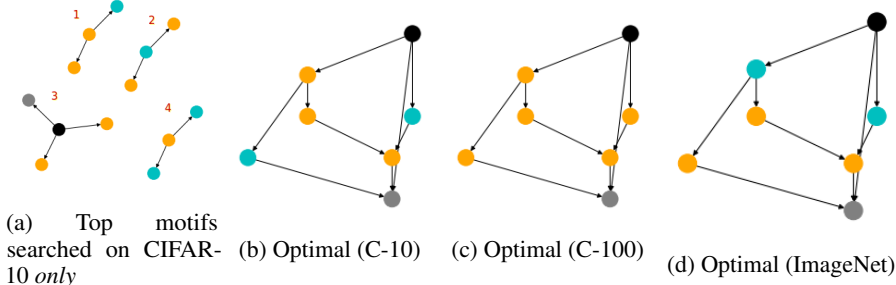 1
2
3
4
(a) Top motifs
searched on CIFAR-
10 only
(b) Optimal (C-10)
(c) Optimal (C-100)
(d) Optimal (ImageNet)